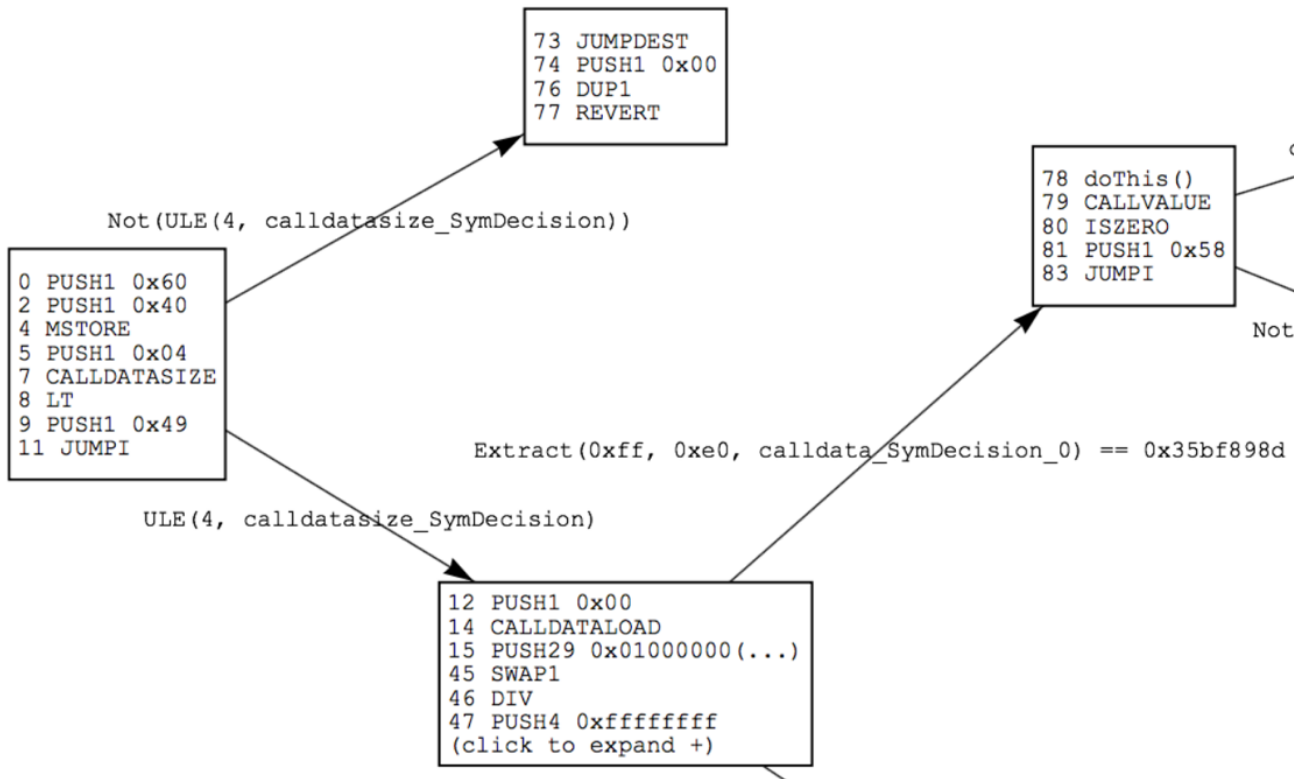 73 JUMPDEST
74 PUSH1 0x00
76 DUP1
77 REVERT
78 doThis()
79 CALLVALUE
80 ISZERO
81 PUSH1 0x58
83 JUMPI
Not(ULE(4, calldatasize_SymDecision))
0 PUSH1 0x60
2 PUSH1 0x40
4 MSTORE
5 PUSH1 0x04
7 CALLDATASIZE
8 LT
9 PUSH1 0x49
11 JUMPI
Not
Extract(0xff, 0xe0, calldata_SymDecision_0) == 0x35bf898d
ULE(4, calldatasize_SymDecision)
12 PUSH1 0x00
14 CALLDATALOAD
15 PUSH29 0x01000000(...)
45 SWAP1
46 DIV
47 PUSH4 0xffffffff
(click to expand +)